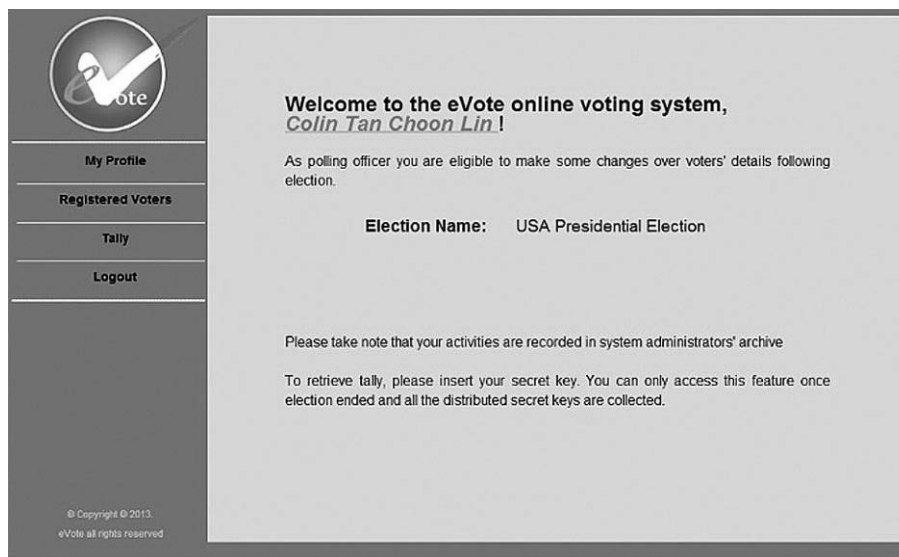 eVote
My Profile
Registered Voters
Tally
Logout
© Copyright © 2013.
eVote all rights reserved
Welcome to the eVote online voting system,
Colin Tan Choon Lin !
As polling officer you are eligible to make some changes over voters' details following
election.
Election Name: USA Presidential Election
Please take note that your activities are recorded in system administrators' archive
To retrieve tally, please insert your secret key. You can only access this feature once
election ended and all the distributed secret keys are collected.